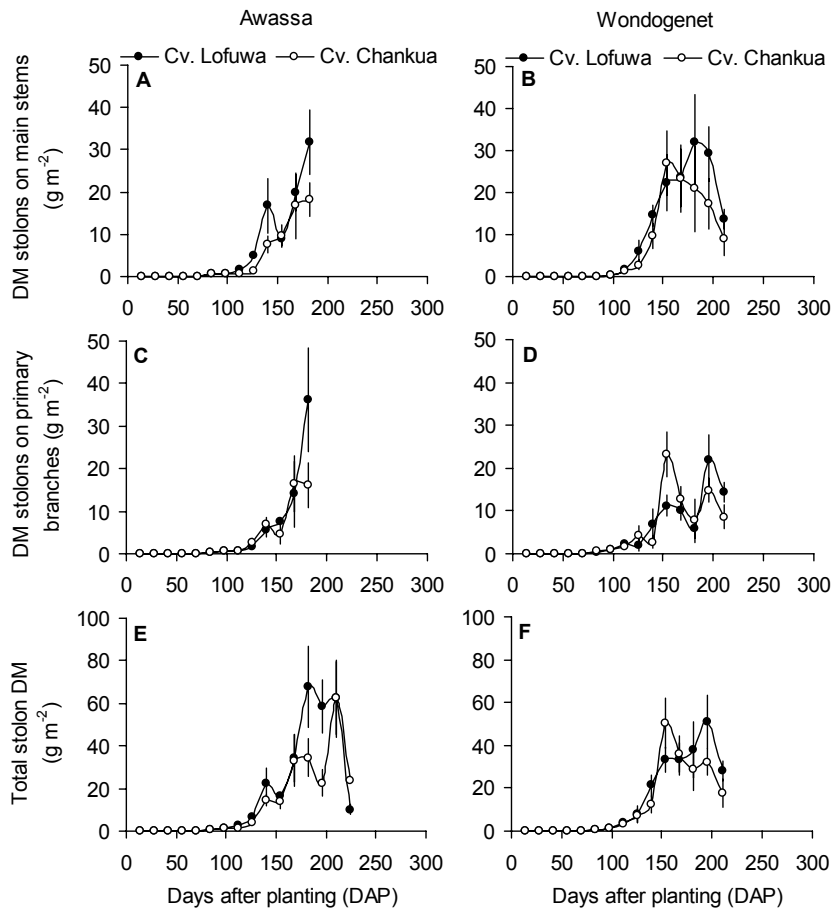 Awassa
Wondogenet
Cv. Lofuwa Cv. Chankua
Cv. Lofuwa Cv. Chankua
DM stolons on main stems
(g m⁻²)
A
50
40
30
20
10
0
0 50 100 150 200 250 300
B
50
40
30
20
10
0
0 50 100 150 200 250 300
DM stolons on primary
branches (g m⁻²)
C
50
40
30
20
10
0
0 50 100 150 200 250 300
D
50
40
30
20
10
0
0 50 100 150 200 250 300
Total stolon DM
(g m⁻²)
E
100
80
60
40
20
0
0 50 100 150 200 250 300
Days after planting (DAP)
F
100
80
60
40
20
0
0 50 100 150 200 250 300
Days after planting (DAP)